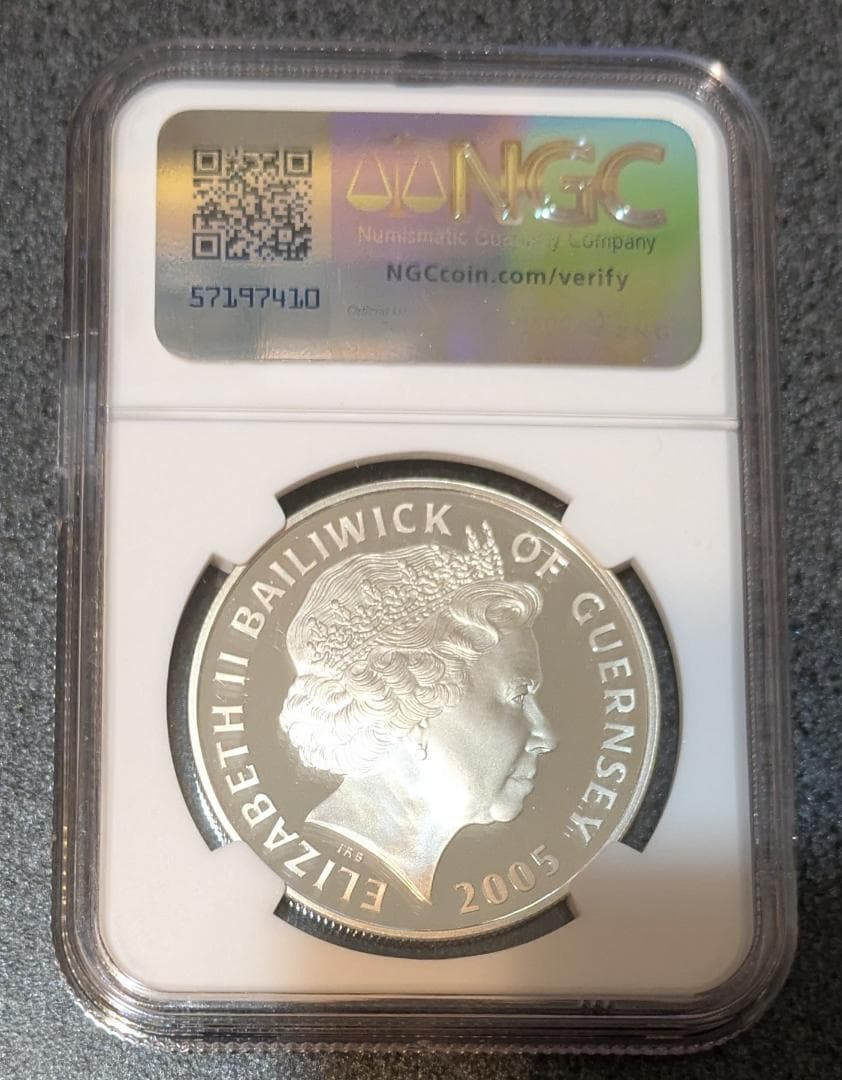 NGC
Numismatic Guaranty Company
NGCcoin.com/verify
57197410
ELIZABETH II BAILIWICK OF GUERNSEY
2005
IRB